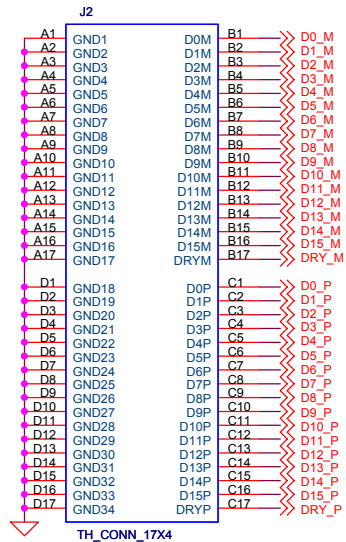 J2
A1 GND1 D0M B1 D0_M
A2 GND2 D1M B2 D1_M
A3 GND3 D2M B3 D2_M
A4 GND4 D3M B4 D3_M
A5 GND5 D4M B5 D4_M
A6 GND6 D5M B6 D5_M
A7 GND7 D6M B7 D6_M
A8 GND8 D7M B8 D7_M
A9 GND9 D8M B9 D8_M
A10 GND10 D9M B10 D9_M
A11 GND11 D10M B11 D10_M
A12 GND12 D11M B12 D11_M
A13 GND13 D12M B13 D12_M
A14 GND14 D13M B14 D13_M
A15 GND15 D14M B15 D14_M
A16 GND16 D15M B16 D15_M
A17 GND17 DRYM B17 DRY_M
D1 GND18 D0P C1 D0_P
D2 GND19 D1P C2 D1_P
D3 GND20 D2P C3 D2_P
D4 GND21 D3P C4 D3_P
D5 GND22 D4P C5 D4_P
D6 GND23 D5P C6 D5_P
D7 GND24 D6P C7 D6_P
D8 GND25 D7P C8 D7_P
D9 GND26 D8P C9 D8_P
D10 GND27 D9P C10 D9_P
D11 GND28 D10P C11 D10_P
D12 GND29 D11P C12 D11_P
D13 GND30 D12P C13 D12_P
D14 GND31 D13P C14 D13_P
D15 GND32 D14P C15 D14_P
D16 GND33 D15P C16 D15_P
D17 GND34 DRYP C17 DRY_P
TH_CONN_17X4